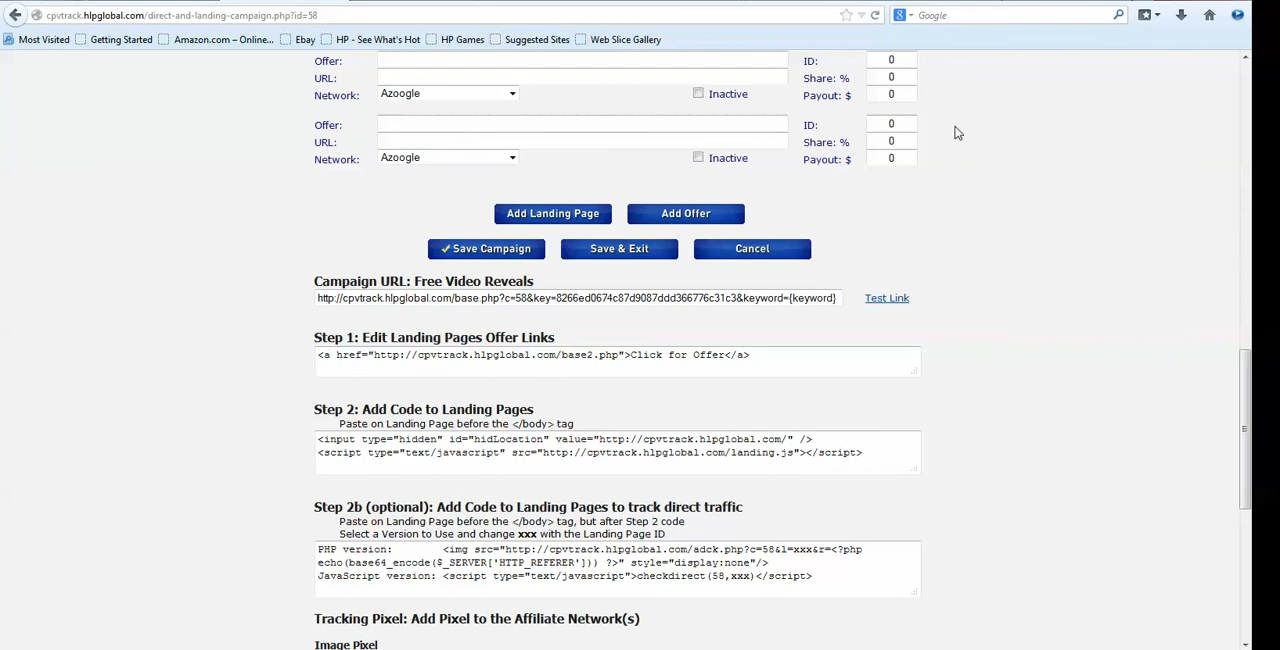 cpvtrack.hlpglobal.com/direct-and-landing-campaign.php?id=58
Google
Most Visited Getting Started Amazon.com – Online... Ebay HP - See What's Hot HP Games Suggested Sites Web Slice Gallery
Offer: ID: 0
URL: Share: % 0
Network: Azoogle Inactive Payout: $ 0
Offer: ID: 0
URL: Share: % 0
Network: Azoogle Inactive Payout: $ 0
Add Landing Page Add Offer
Save Campaign Save & Exit Cancel
Campaign URL: Free Video Reveals
http://cpvtrack.hlpglobal.com/base.php?c=58&key=8266ed0674c87d9087ddd366776c31c3&keyword={keyword} Test Link
Step 1: Edit Landing Pages Offer Links
<a href="http://cpvtrack.hlpglobal.com/base2.php">Click for Offer</a>
Step 2: Add Code to Landing Pages
Paste on Landing Page before the </body> tag
<input type="hidden" id="hidLocation" value="http://cpvtrack.hlpglobal.com/" />
<script type="text/javascript" src="http://cpvtrack.hlpglobal.com/landing.js"></script>
Step 2b (optional): Add Code to Landing Pages to track direct traffic
Paste on Landing Page before the </body> tag, but after Step 2 code
Select a Version to Use and change xxx with the Landing Page ID
PHP version: <img src="http://cpvtrack.hlpglobal.com/adck.php?c=58&l=xxx&r=<?php
echo(base64_encode($_SERVER['HTTP_REFERER'])) ?>" style="display:none"/>
JavaScript version: <script type="text/javascript">checkdirect(58,xxx)</script>
Tracking Pixel: Add Pixel to the Affiliate Network(s)
Image Pixel